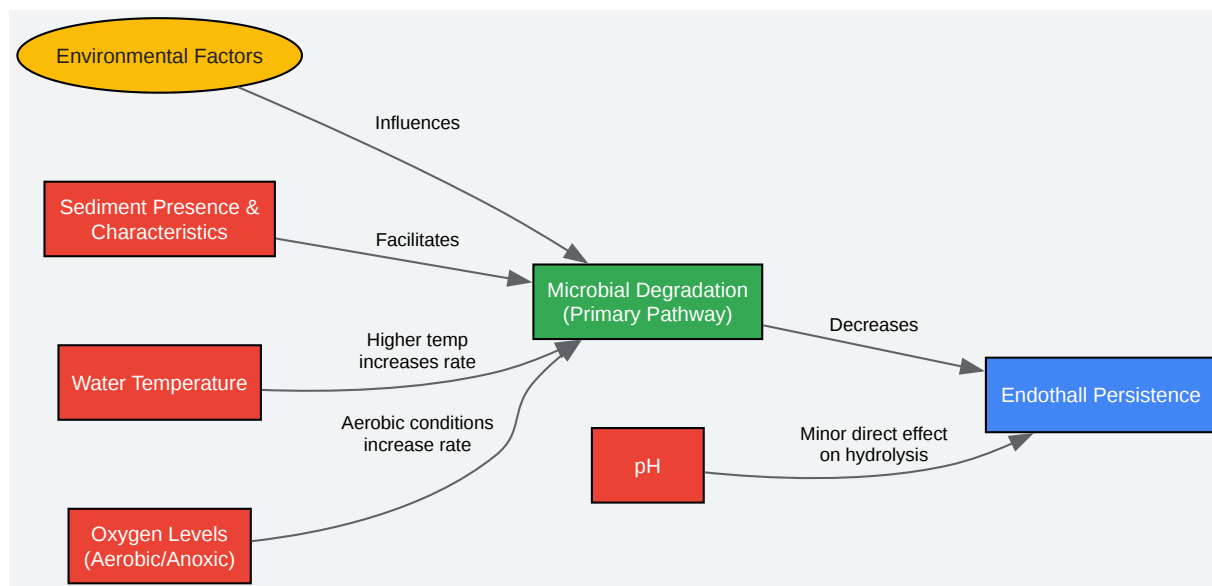 Environmental Factors
Influences
Sediment Presence &
Characteristics
Facilitates
Microbial Degradation
(Primary Pathway)
Decreases
Higher temp
increases rate
Water Temperature
Endothall Persistence
Aerobic conditions
increase rate
Minor direct effect
on hydrolysis
pH
Oxygen Levels
(Aerobic/Anoxic)